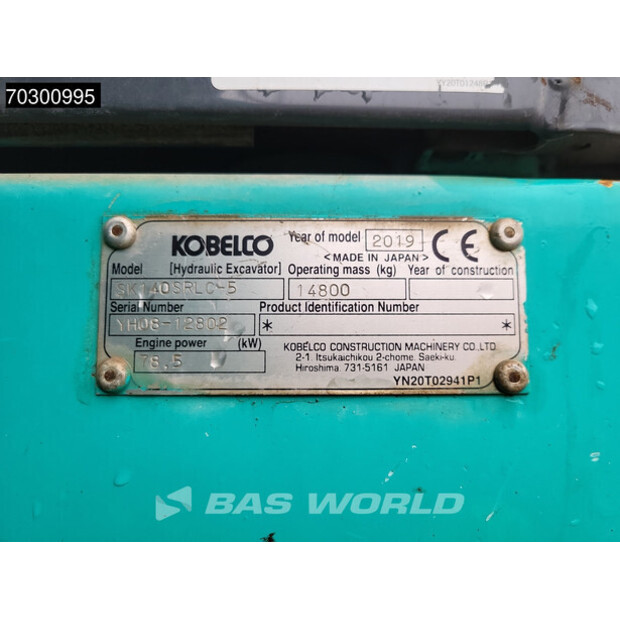 70300995
KOBELCO Year of model 2019 CE
<MADE IN JAPAN>
Model [Hydraulic Excavator] Operating mass (kg) Year of construction
SK140SRLC-5 14800
Serial Number Product Identification Number
YH08-12802 * *
Engine power (kW)
78.5
KOBELCO CONSTRUCTION MACHINERY CO., LTD.
2-1, Itsukaichikou 2-chome, Saeki-ku,
Hiroshima 731-5161 JAPAN
YN20T02941P1
BAS WORLD